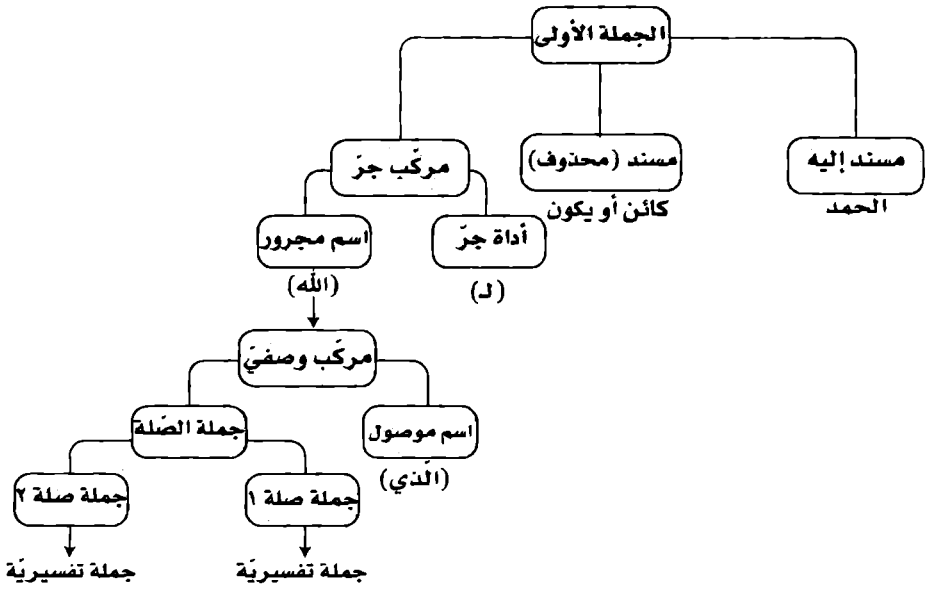 الجملة الأولى
مسند إليه
الحمد
مسند (محذوف)
كائن أو يكون
مركّب جرّ
أداة جرّ
(لـ)
اسم مجرور
(الله)
مركّب وصفيّ
اسم موصول
(الّذي)
جملة الصّلة
جملة صلة ١
جملة تفسيريّة
جملة صلة ٢
جملة تفسيريّة